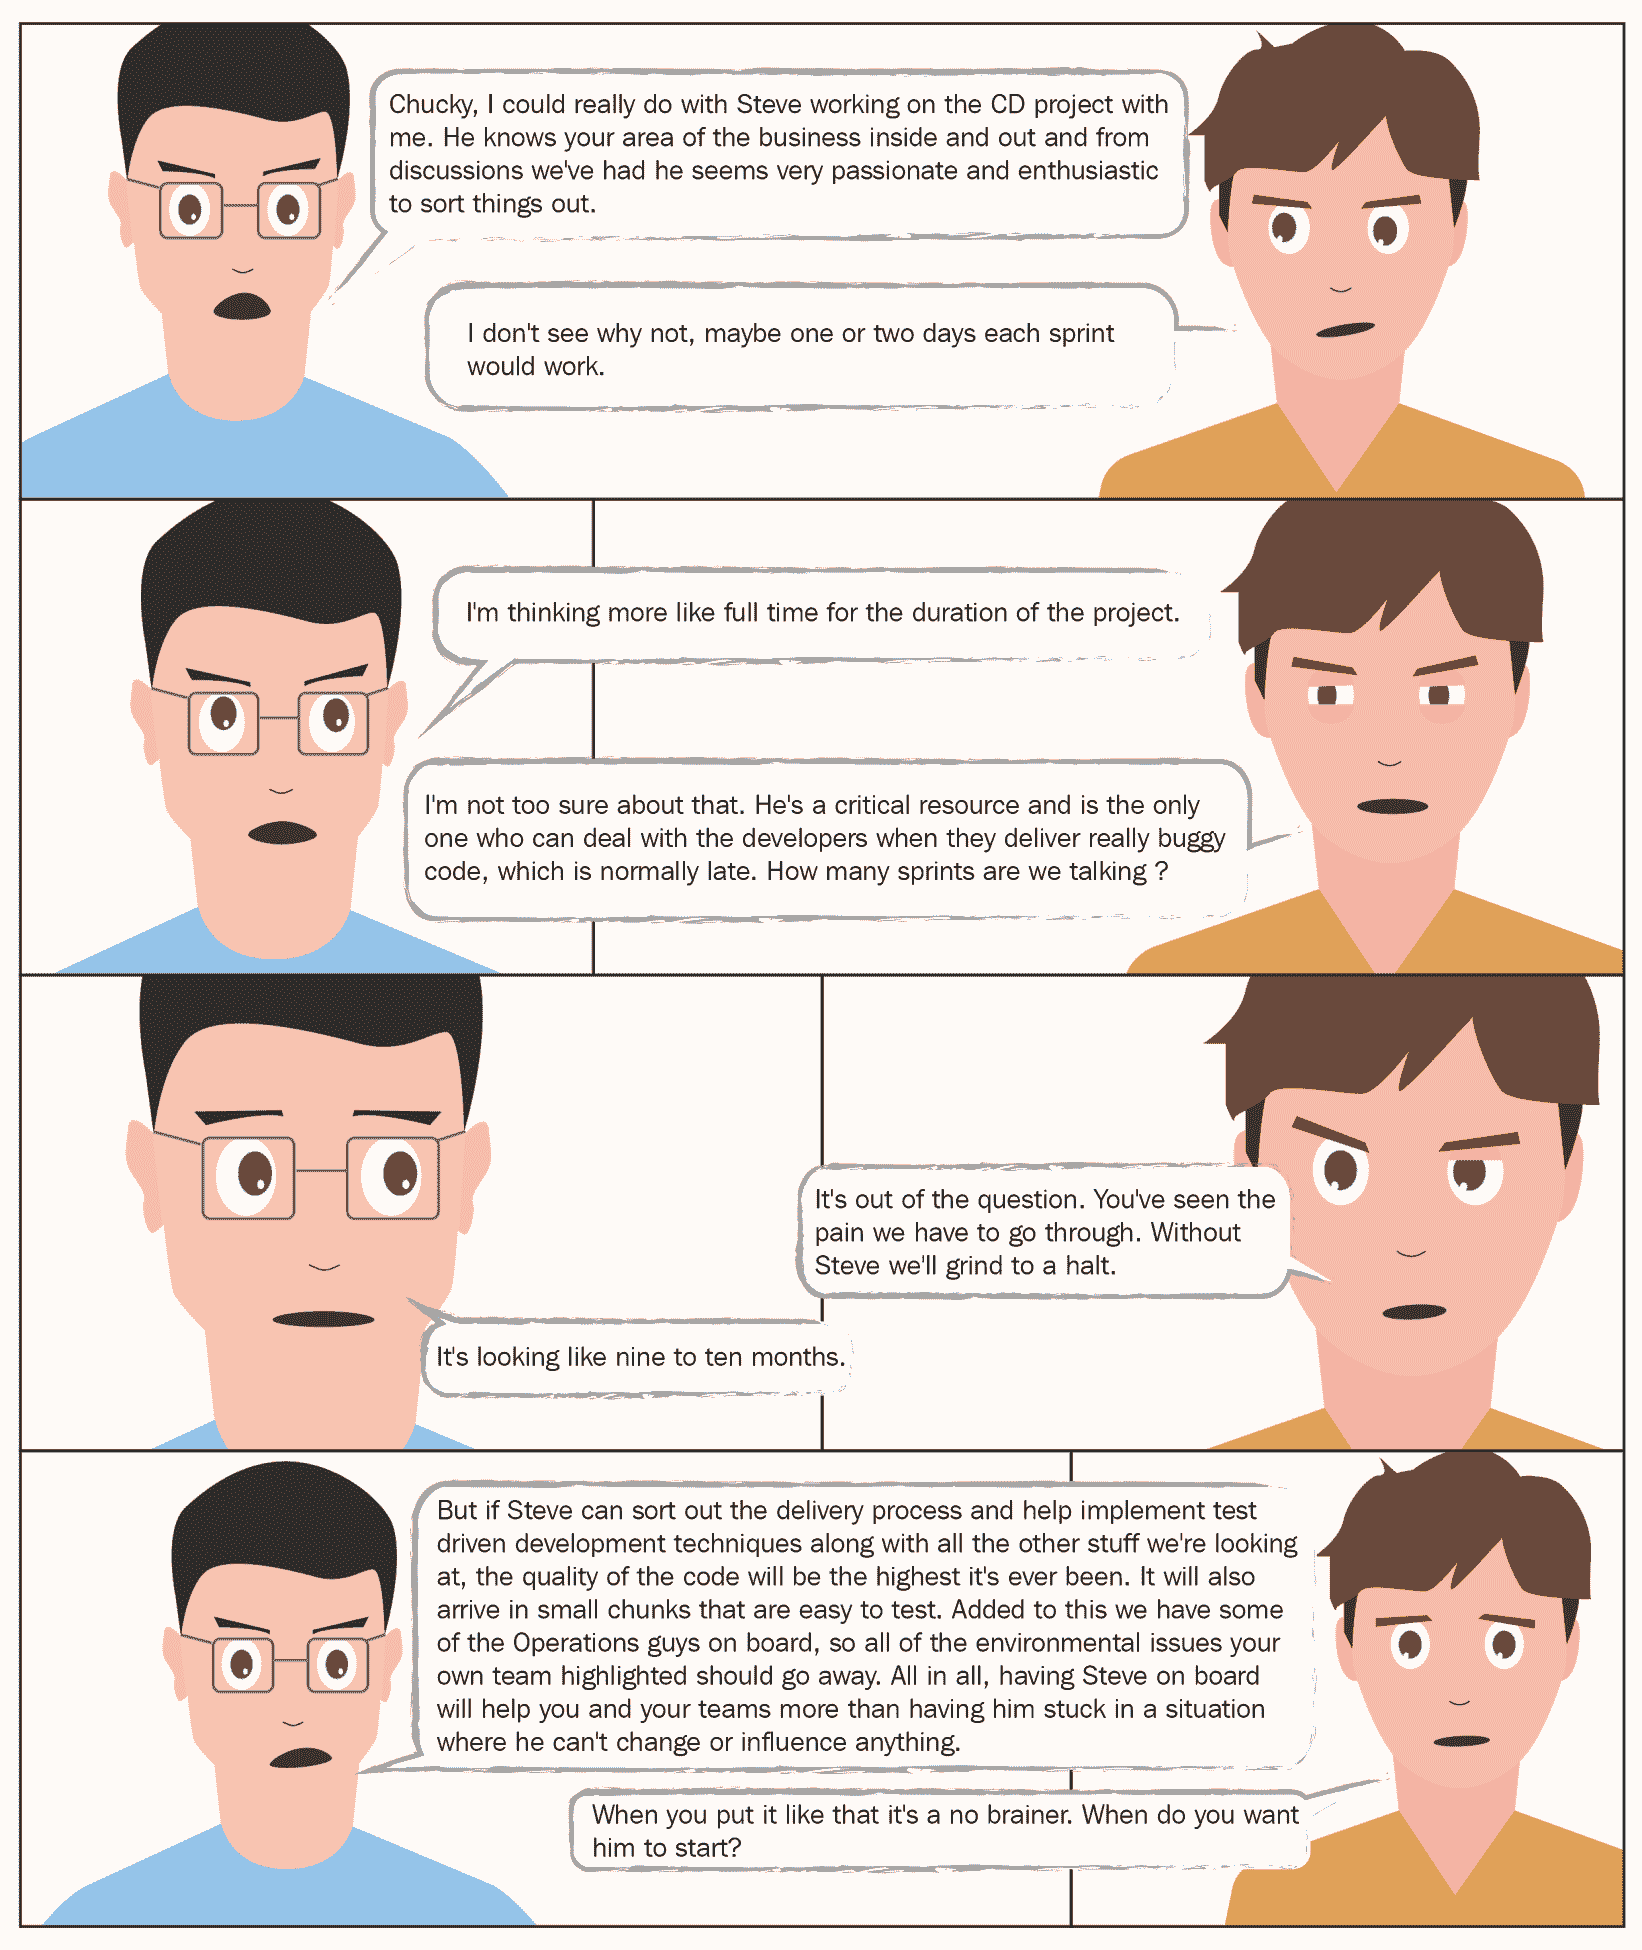 Chucky, I could really do with Steve working on the CD project with
me. He knows your area of the business inside and out and from
discussions we've had he seems very passionate and enthusiastic
to sort things out.
I don't see why not, maybe one or two days each sprint
would work.
I'm thinking more like full time for the duration of the project.
I'm not too sure about that. He's a critical resource and is the only
one who can deal with the developers when they deliver really buggy
code, which is normally late. How many sprints are we talking ?
It's looking like nine to ten months.
It's out of the question. You've seen the
pain we have to go through. Without
Steve we'll grind to a halt.
But if Steve can sort out the delivery process and help implement test
driven development techniques along with all the other stuff we're looking
at, the quality of the code will be the highest it's ever been. It will also
arrive in small chunks that are easy to test. Added to this we have some
of the Operations guys on board, so all of the environmental issues your
own team highlighted should go away. All in all, having Steve on board
will help you and your teams more than having him stuck in a situation
where he can't change or influence anything.
When you put it like that it's a no brainer. When do you want
him to start?